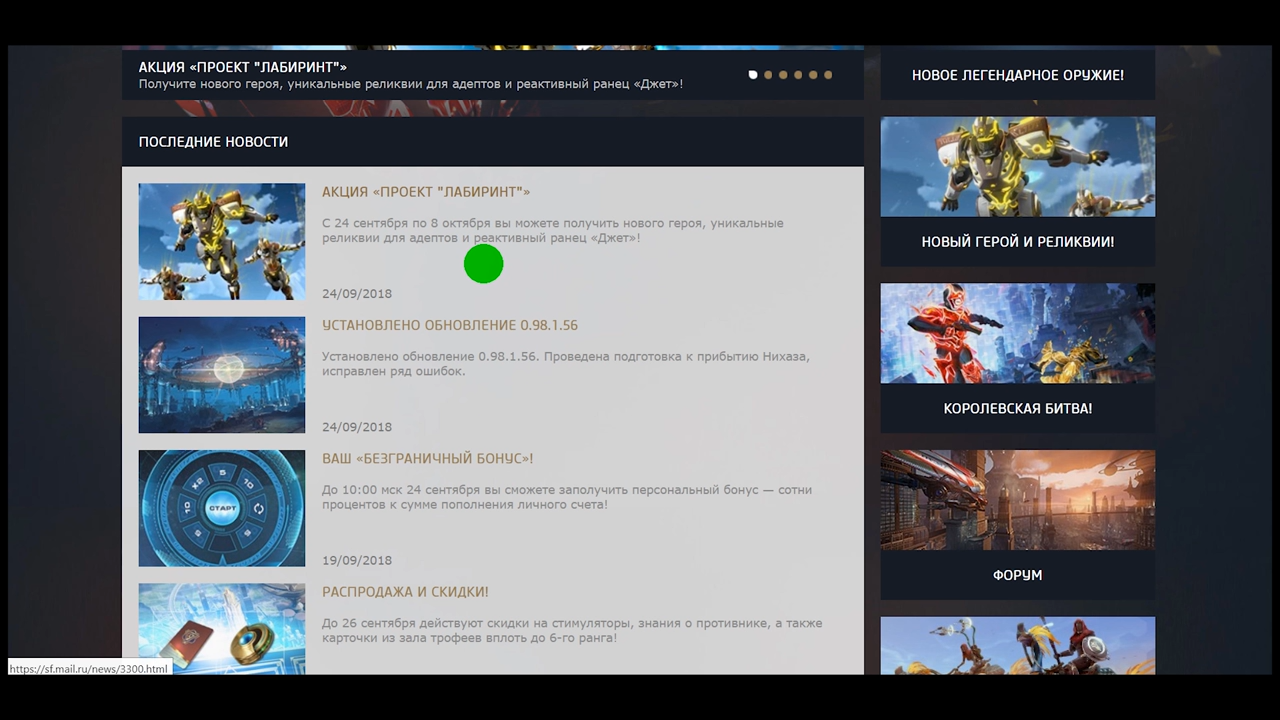 АКЦИЯ «ПРОЕКТ "ЛАБИРИНТ"»
Получите нового героя, уникальные реликвии для адептов и реактивный ранец «Джет»!
НОВОЕ ЛЕГЕНДАРНОЕ ОРУЖИЕ!
ПОСЛЕДНИЕ НОВОСТИ
АКЦИЯ «ПРОЕКТ "ЛАБИРИНТ"»
С 24 сентября по 8 октября вы можете получить нового героя, уникальные
реликвии для адептов и реактивный ранец «Джет»!
24/09/2018
УСТАНОВЛЕНО ОБНОВЛЕНИЕ 0.98.1.56
Установлено обновление 0.98.1.56. Проведена подготовка к прибытию Нихаза,
исправлен ряд ошибок.
24/09/2018
ВАШ «БЕЗГРАНИЧНЫЙ БОНУС»!
До 10:00 мск 24 сентября вы сможете заполучить персональный бонус — сотни
процентов к сумме пополнения личного счета!
19/09/2018
X2
5
10
СТАРТ
РАСПРОДАЖА И СКИДКИ!
До 26 сентября действуют скидки на стимуляторы, знания о противнике, а также
карточки из зала трофеев вплоть до 6-го ранга!
НОВЫЙ ГЕРОЙ И РЕЛИКВИИ!
КОРОЛЕВСКАЯ БИТВА!
ФОРУМ
https://sf.mail.ru/news/3300.html